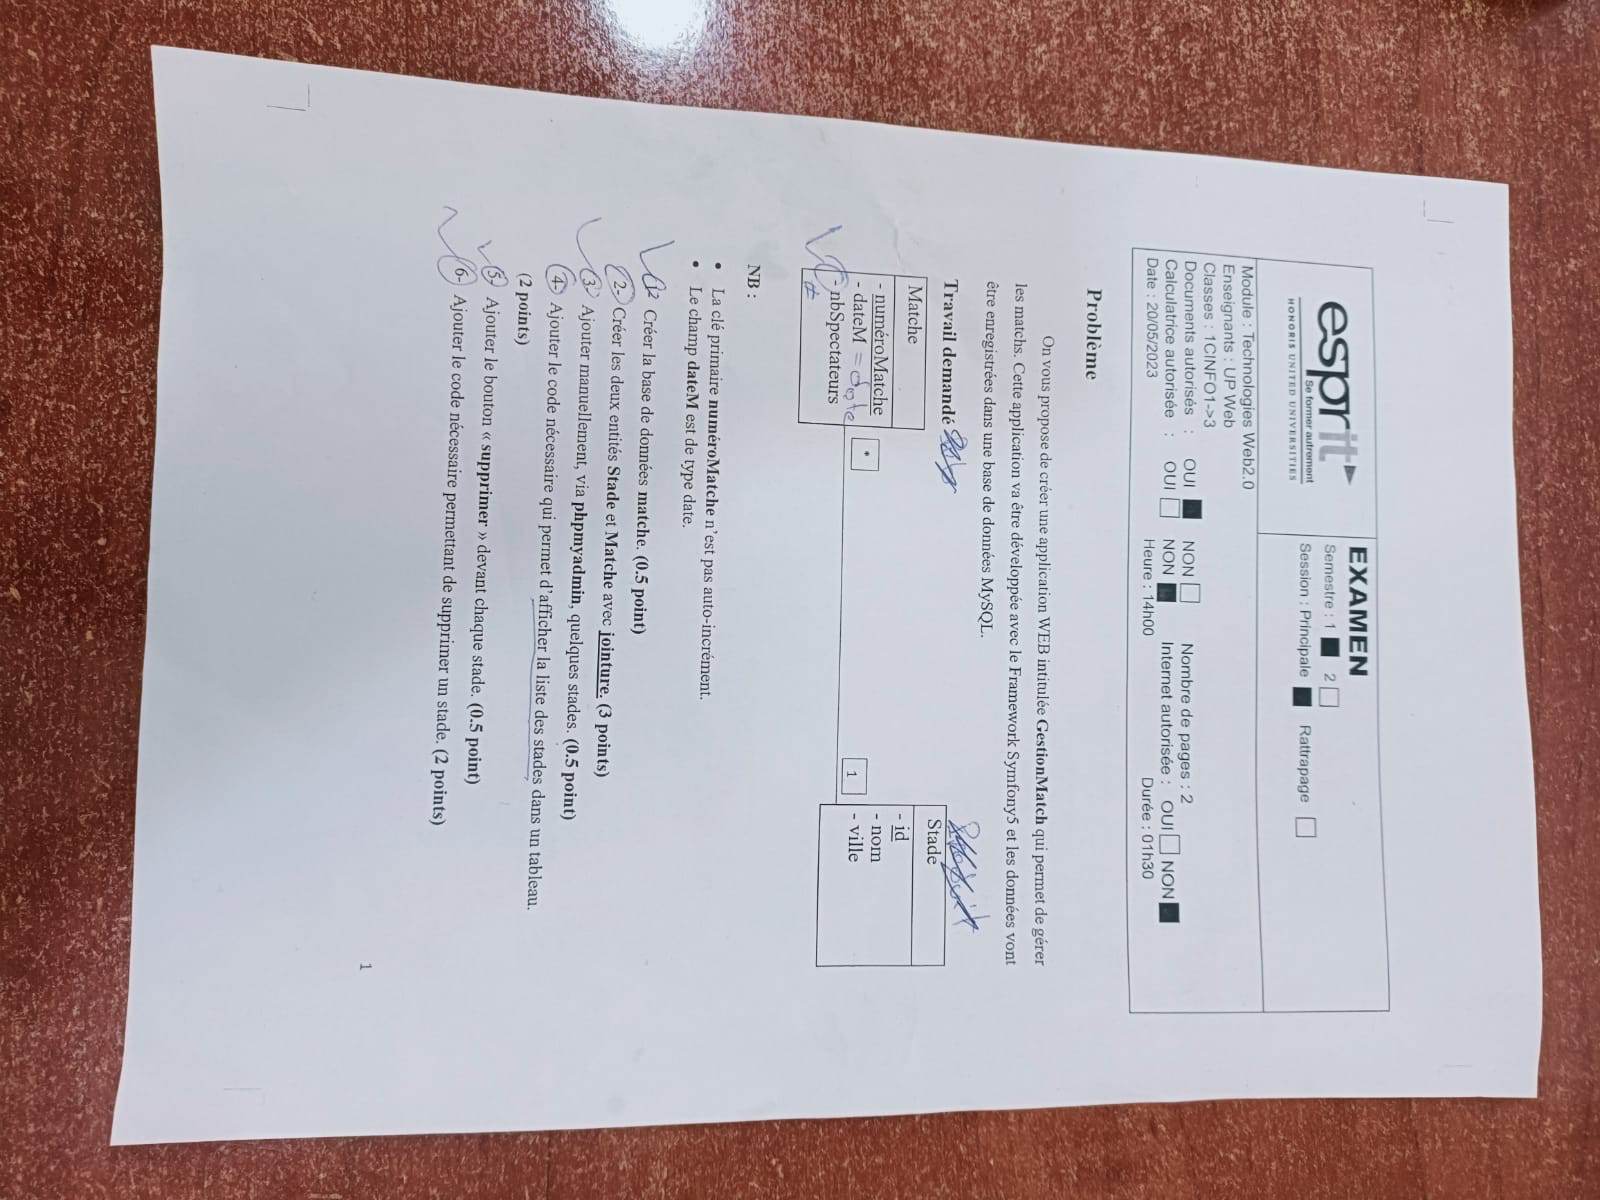 esprit
Se former autrement
HONORIS UNITED UNIVERSITIES
EXAMEN
Semestre : 1 2
Session : Principale Rattrapage
Module : Technologies Web2.0
Enseignants : UP Web
Classes : 1CINFO1->3
Documents autorisés : OUI NON Nombre de pages : 2
Calculatrice autorisée : OUI NON Internet autorisée : OUI NON
Date : 20/05/2023 Heure : 14h00 Durée : 01h30
Problème
On vous propose de créer une application WEB intitulée GestionMatch qui permet de gérer
les matchs. Cette application va être développée avec le Framework Symfony5 et les données vont
être enregistrées dans une base de données MySQL.
Travail demandé
Matche
- numéroMatche
- dateM = date
- nbSpectateurs
*
1
Stade
- id
- nom
- ville
NB :
• La clé primaire numéroMatche n'est pas auto-incrément.
• Le champ dateM est de type date.
Créer la base de données matche. (0.5 point)
2- Créer les deux entités Stade et Matche avec jointure. (3 points)
3- Ajouter manuellement, via phpmyadmin, quelques stades. (0.5 point)
4- Ajouter le code nécessaire qui permet d'afficher la liste des stades dans un tableau.
(2 points)
5- Ajouter le bouton « supprimer » devant chaque stade. (0.5 point)
6- Ajouter le code nécessaire permettant de supprimer un stade. (2 points)
1